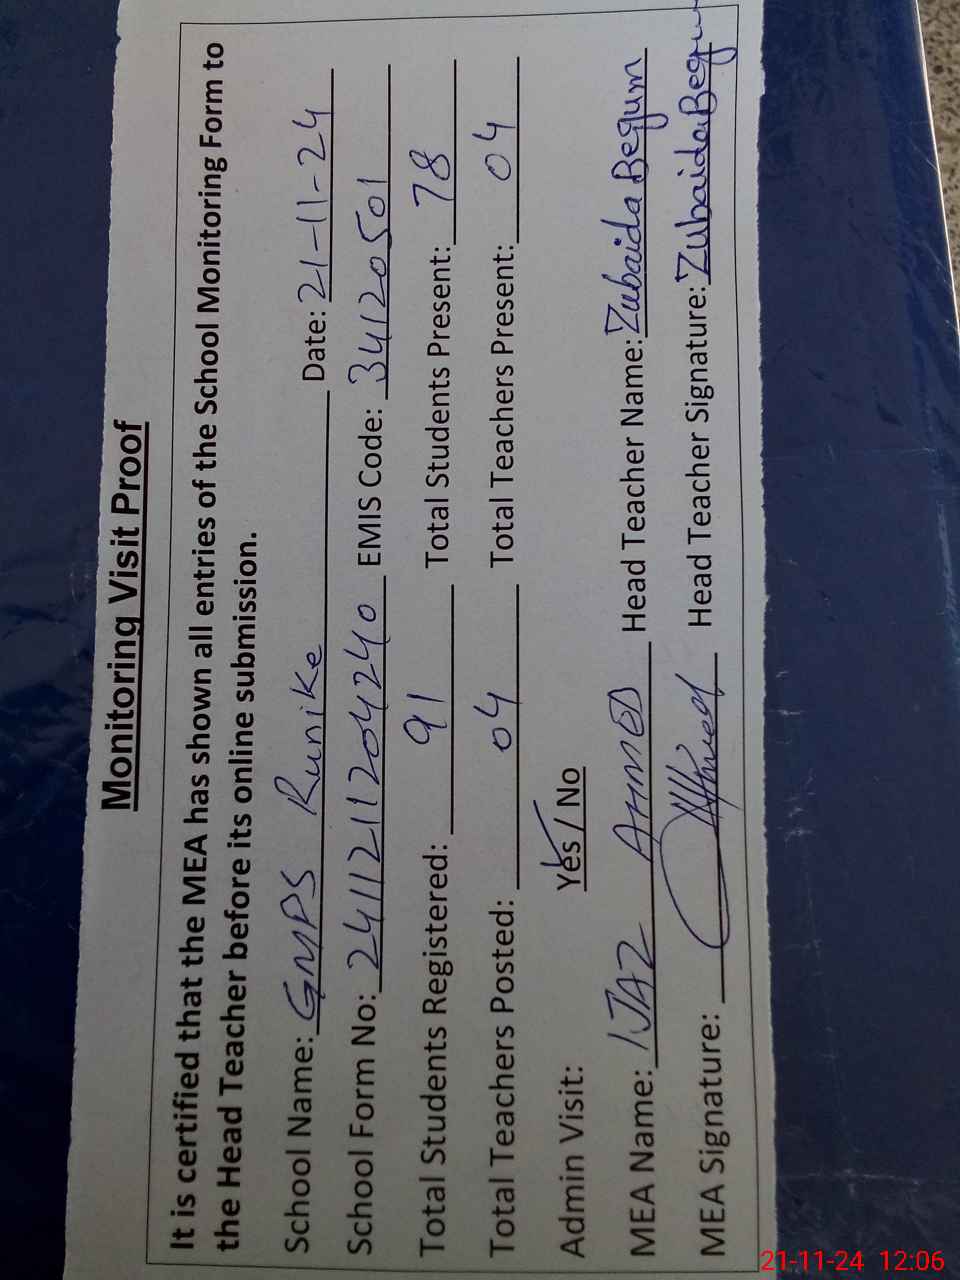 Monitoring Visit Proof
It is certified that the MEA has shown all entries of the School Monitoring Form to
the Head Teacher before its online submission.
School Name: GMPS Runike Date: 21-11-24
School Form No: 241121120424 0 EMIS Code: 34120501
Total Students Registered: 91 Total Students Present: 78
Total Teachers Posted: 04 Total Teachers Present: 04
Admin Visit: Yes / No
MEA Name: IJAZ AHMED Head Teacher Name: Zubaida Begum
MEA Signature: Head Teacher Signature: Zubaida Begum
21-11-24 12:06